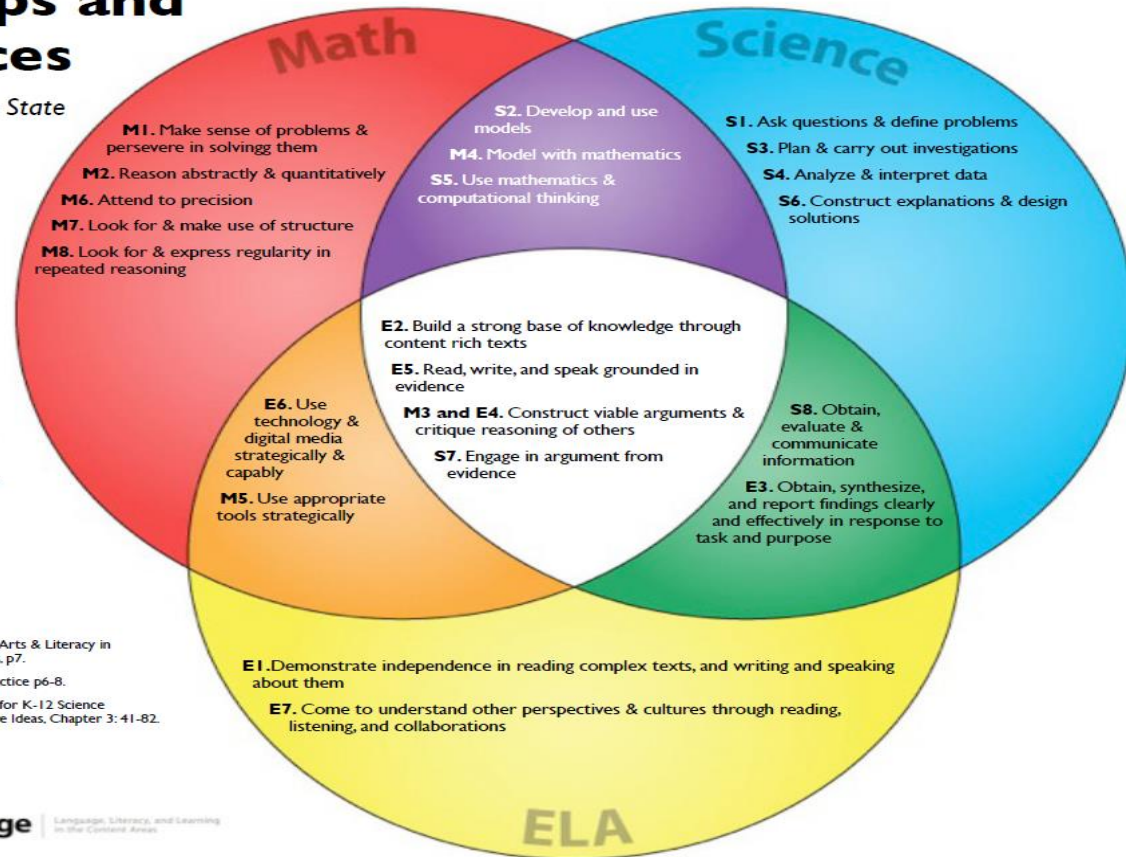 ps and
ces
State
Math
Science
M1. Make sense of problems &
persevere in solvingg them
M2. Reason abstractly & quantitatively
M6. Attend to precision
M7. Look for & make use of structure
M8. Look for & express regularity in
repeated reasoning
S2. Develop and use
models
M4. Model with mathematics
S5. Use mathematics &
computational thinking
S1. Ask questions & define problems
S3. Plan & carry out investigations
S4. Analyze & interpret data
S6. Construct explanations & design
solutions
E2. Build a strong base of knowledge through
content rich texts
E5. Read, write, and speak grounded in
evidence
M3 and E4. Construct viable arguments &
critique reasoning of others
S7. Engage in argument from
evidence
E6. Use
technology &
digital media
strategically &
capably
M5. Use appropriate
tools strategically
S8. Obtain,
evaluate &
communicate
information
E3. Obtain, synthesize,
and report findings clearly
and effectively in response to
task and purpose
E1.Demonstrate independence in reading complex texts, and writing and speaking
about them
E7. Come to understand other perspectives & cultures through reading,
listening, and collaborations
ELA
Arts & Literacy in
, p7.
ctice p6-8.
for K-12 Science
e Ideas, Chapter 3: 41-82.
ge
Language, Literacy, and Learning
in the Content Areas